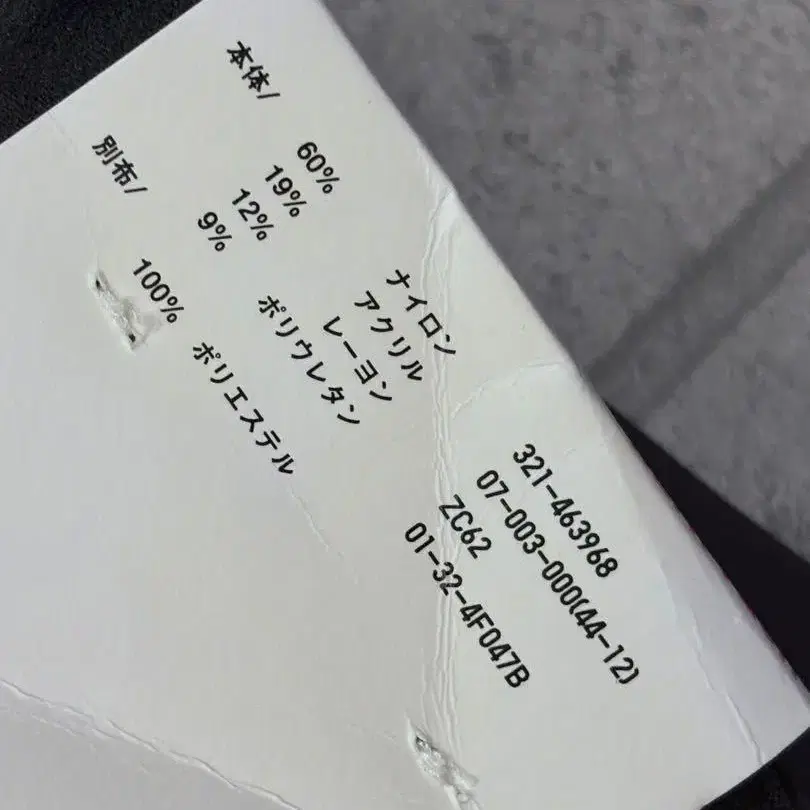 本体/
60% ナイロン
19% アクリル
12% レーヨン
9% ポリウレタン
別布/
100% ポリエステル
321-463968
07-003-000(44-12)
ZC62
01-32-4F047B